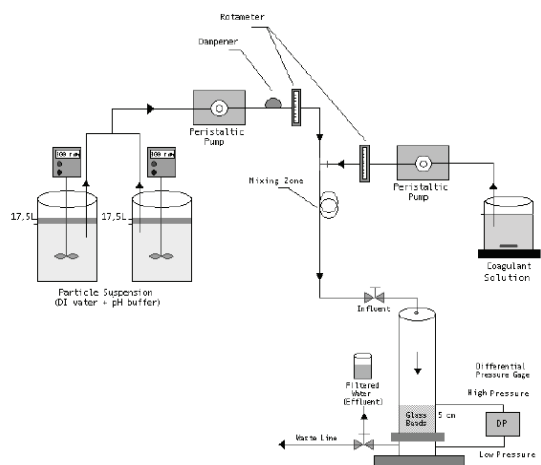 Rotameter
Dampener
Peristaltic
Pump
100 rpm
100 rpm
17,5L
17,5L
Mixing Zone
Peristaltic
Pump
Particle Suspension
(DI water + pH buffer)
Coagulant
Solution
Influent
Filtered
Water
(Effluent)
Differential
Pressure Gage
High Pressure
Glass
Beads
5 cm
DP
Waste Line
Low Pressure